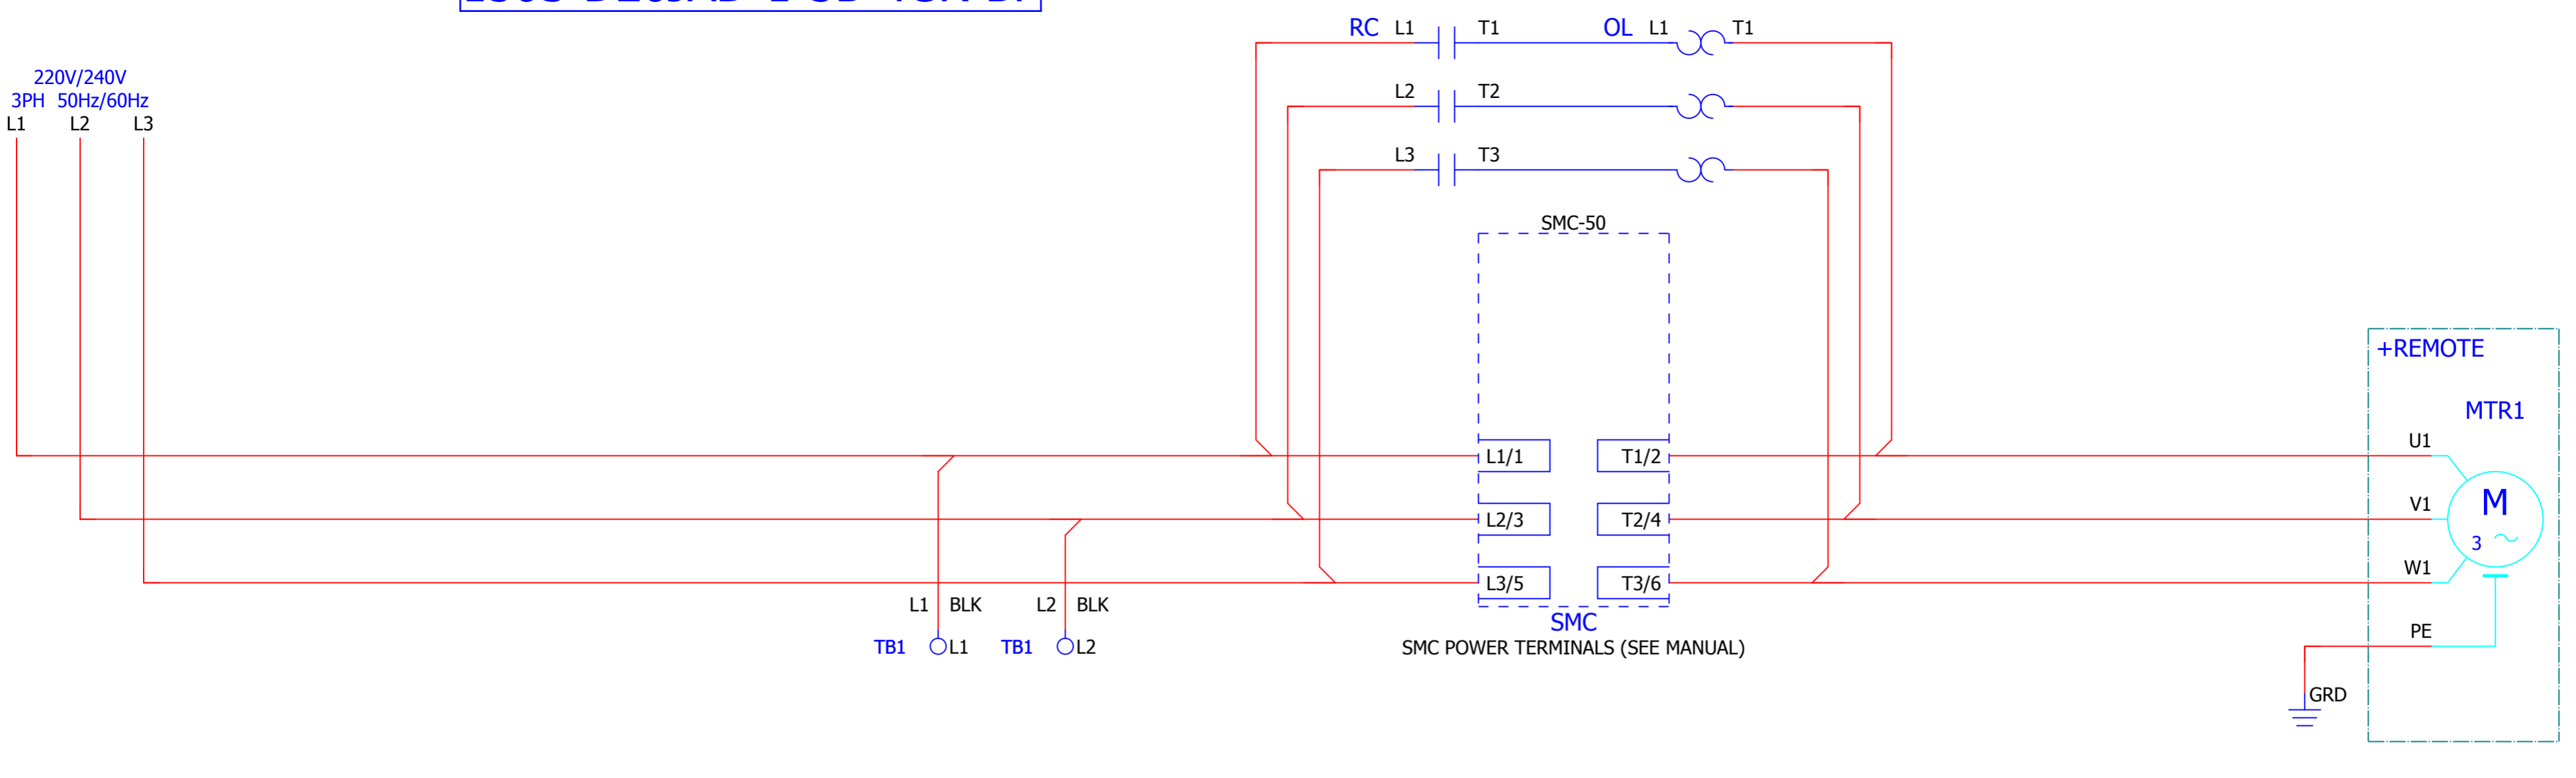 RC L1 T1 OL L1 T1
220V/240V
3PH 50Hz/60Hz
L1 L2 L3
L2 T2
L3 T3
SMC-50
+REMOTE
MTR1
U1
L1/1 T1/2
V1
M
3
L2/3 T2/4
W1
L3/5 T3/6
L1 BLK L2 BLK
SMC
TB1 L1 TB1 L2
SMC POWER TERMINALS (SEE MANUAL)
PE
GRD